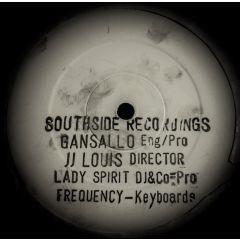 SOUTHSIDE RECORDINGS
GANSALLO Eng/Pro
JJ LOUIS DIRECTOR
LADY SPIRIT DJ&Co=Pro
FREQUENCY-Keyboards